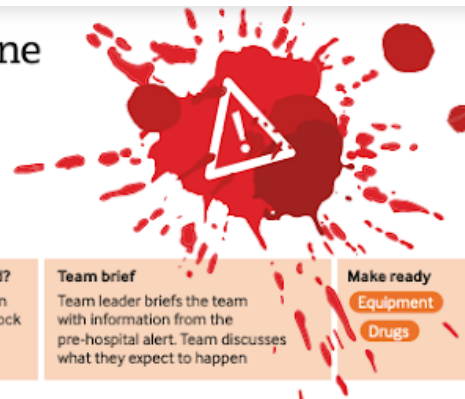 ne
d?
n
ock
Team brief
Team leader briefs the team
with information from the
pre-hospital alert. Team discusses
what they expect to happen
Make ready
Equipment
Drugs
!